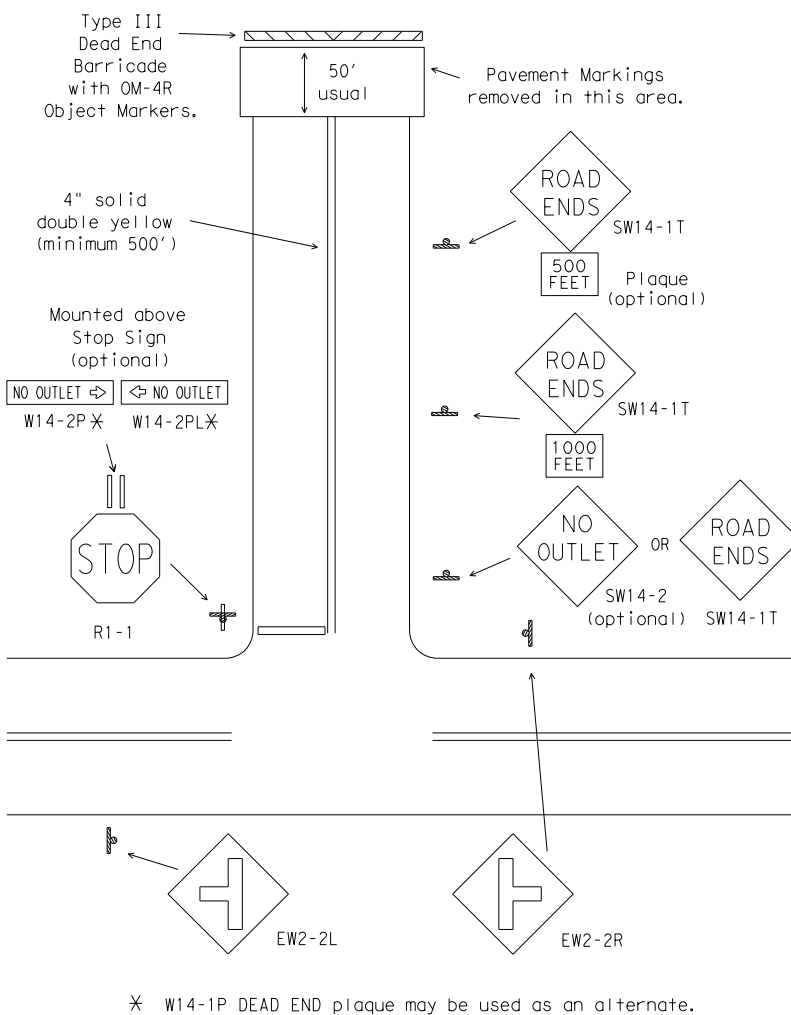 Type III
Dead End
Barricade
with OM-4R
Object Markers.
50'
usual
Pavement Markings
removed in this area.
4" solid
double yellow
(minimum 500')
ROAD
ENDS
SW14-1T
500
FEET
Plaque
(optional)
Mounted above
Stop Sign
(optional)
NO OUTLET
NO OUTLET
W14-2P*
W14-2PL*
ROAD
ENDS
SW14-1T
1000
FEET
STOP
R1-1
NO
OUTLET
OR
ROAD
ENDS
SW14-2
(optional)
SW14-1T
EW2-2L
EW2-2R
* W14-1P DEAD END plaque may be used as an alternate.